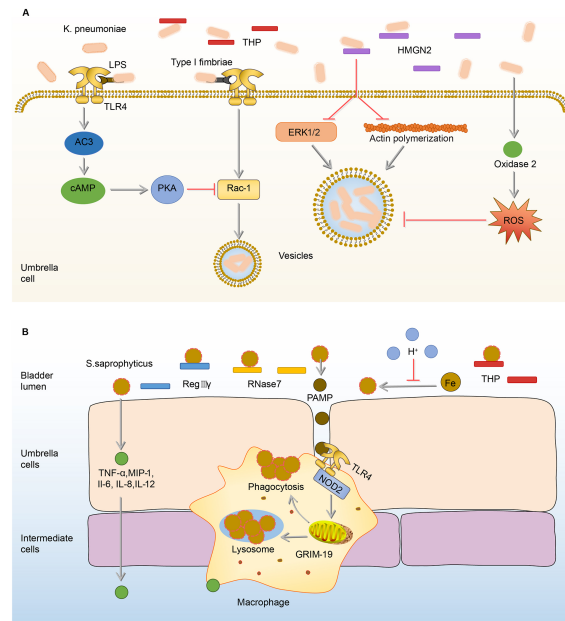 A
K. pneumoniae
THP
HMGN2
LPS
Type I fimbriae
TLR4
AC3
ERK1/2
Actin polymerization
Oxidase 2
cAMP
PKA
Rac-1
ROS
Vesicles
Umbrella
cell
B
H⁺
S.saprophyticus
Bladder
lumen
RegⅢγ
RNase7
PAMP
Fe
THP
Umbrella
cells
TNF-α,MIP-1,
Il-6, IL-8,IL-12
TLR4
Phagocytosis
NOD2
Intermediate
cells
Lysosome
GRIM-19
Macrophage